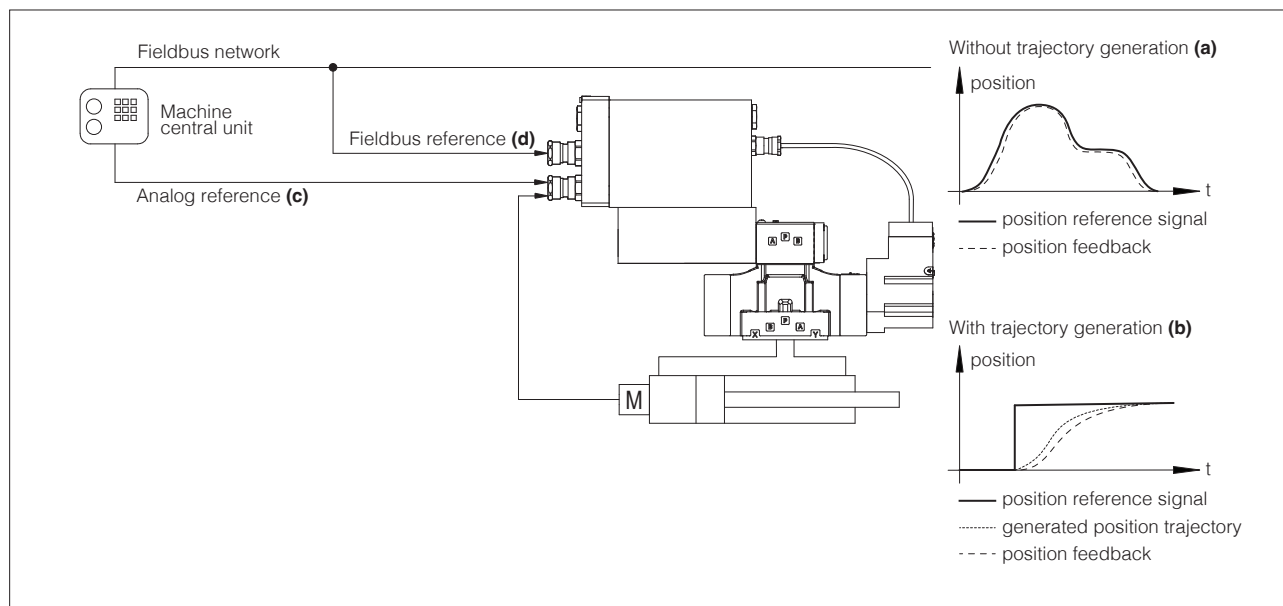 Fieldbus network
Machine
central unit
Fieldbus reference (d)
Analog reference (c)
A P B
X B P A Y
M
Without trajectory generation (a)
position
t
position reference signal
position feedback
With trajectory generation (b)
position
t
position reference signal
generated position trajectory
position feedback